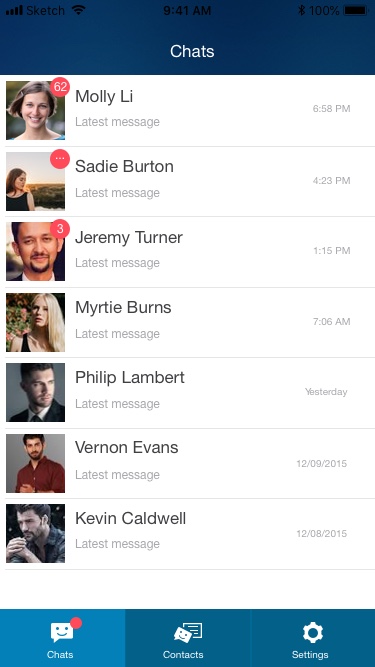 Sketch 9:41 AM 100%
Chats
62
Molly Li
Latest message
6:58 PM
...
Sadie Burton
Latest message
4:23 PM
3
Jeremy Turner
Latest message
1:15 PM
Myrtie Burns
Latest message
7:06 AM
Philip Lambert
Latest message
Yesterday
Vernon Evans
Latest message
12/09/2015
Kevin Caldwell
Latest message
12/08/2015
Chats
Contacts
Settings